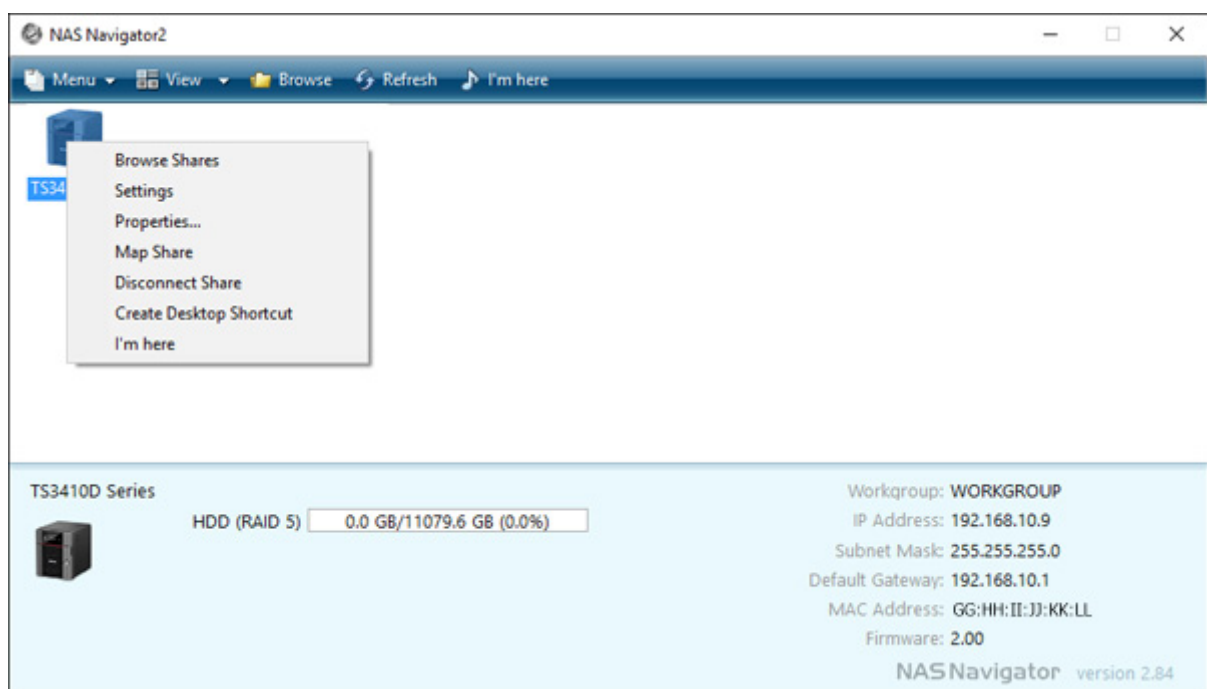 NAS Navigator2
Menu View Browse Refresh I'm here
TS34
Browse Shares
Settings
Properties...
Map Share
Disconnect Share
Create Desktop Shortcut
I'm here
TS3410D Series
HDD (RAID 5) 0.0 GB/11079.6 GB (0.0%)
Workgroup: WORKGROUP
IP Address: 192.168.10.9
Subnet Mask: 255.255.255.0
Default Gateway: 192.168.10.1
MAC Address: GG:HH:II:JJ:KK:LL
Firmware: 2.00
NAS Navigator version 2.84